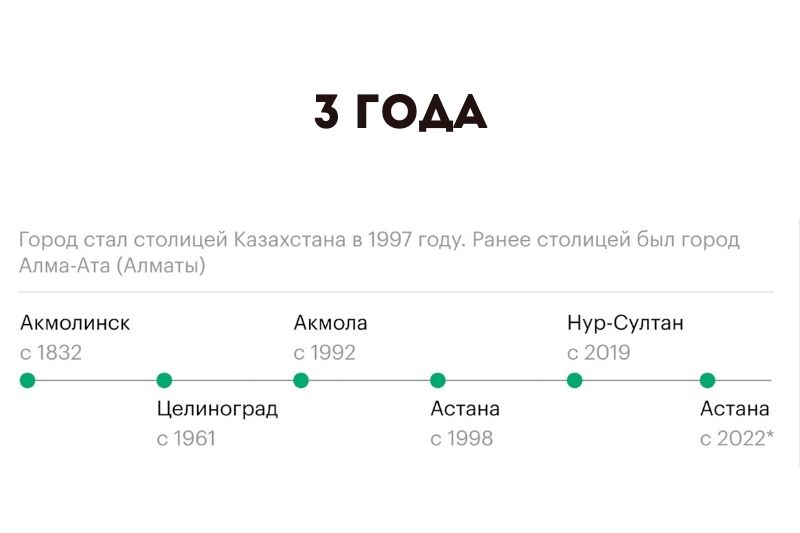 3 ГОДА
Город стал столицей Казахстана в 1997 году. Ранее столицей был город
Алма-Ата (Алматы)
Акмолинск
с 1832
Целиноград
с 1961
Акмола
с 1992
Астана
с 1998
Нур-Султан
с 2019
Астана
с 2022*